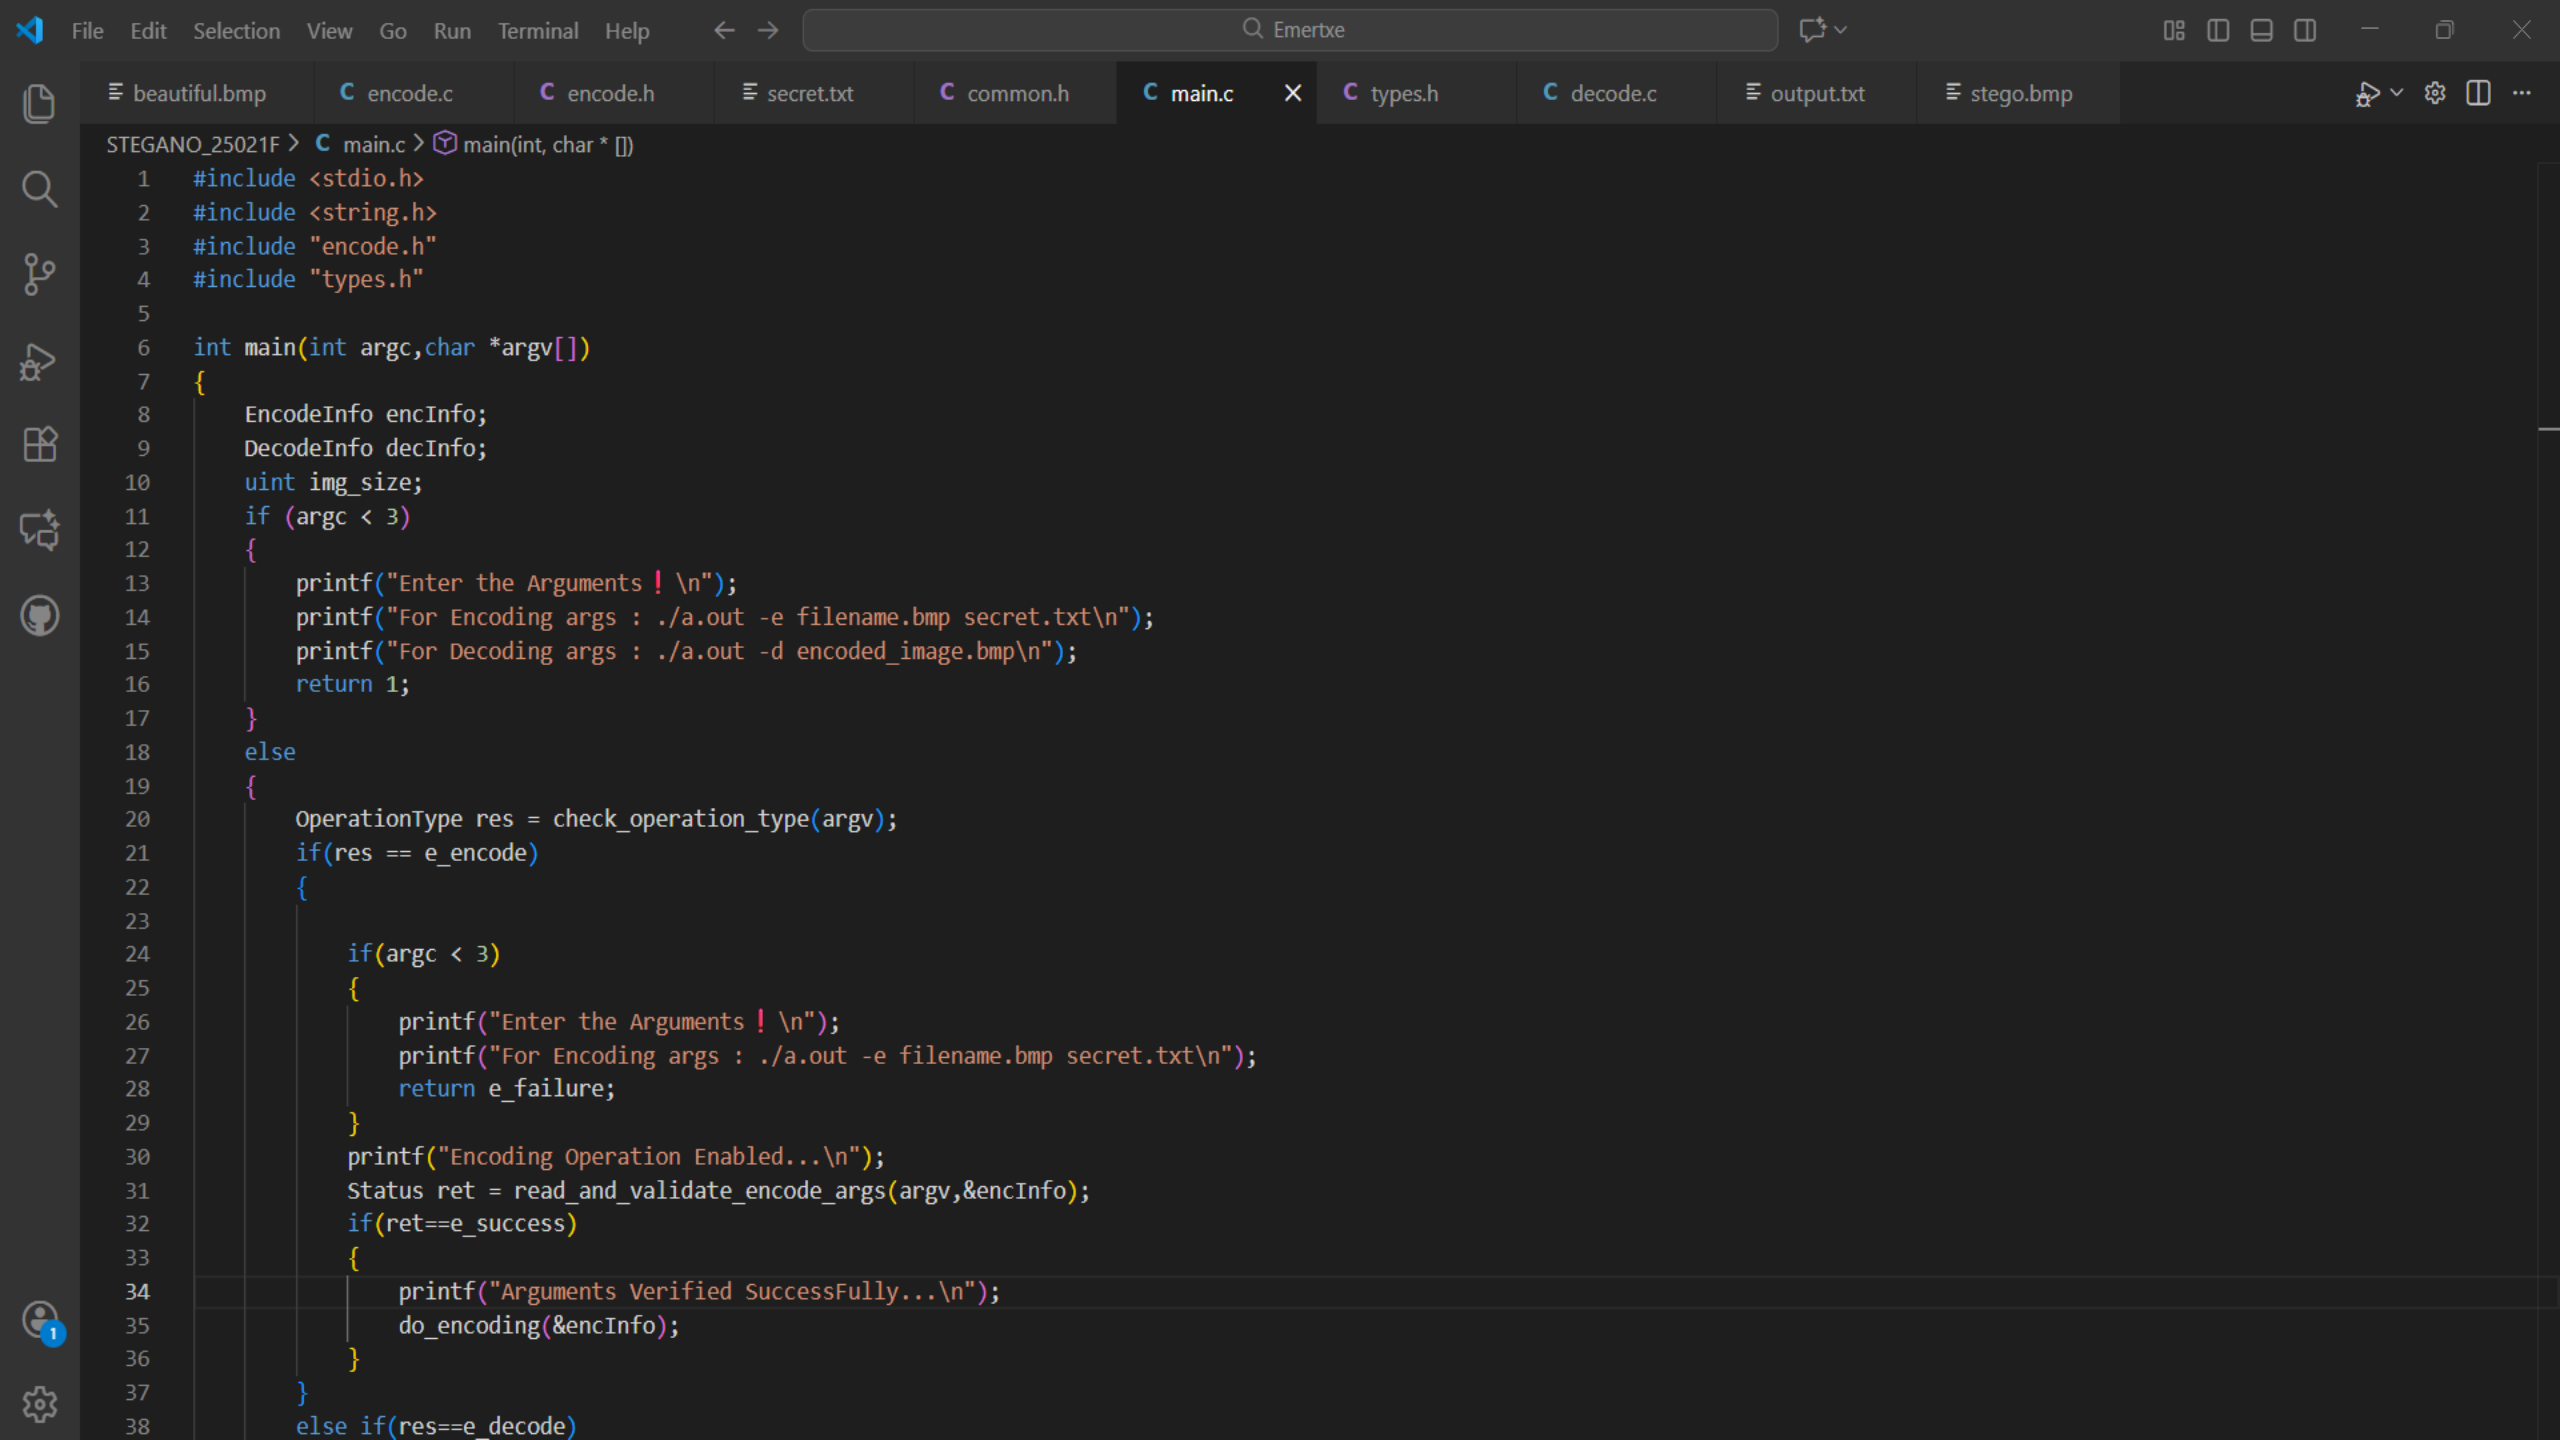 File Edit Selection View Go Run Terminal Help Emertxe
beautiful.bmp encode.c encode.h secret.txt common.h main.c types.h decode.c output.txt stego.bmp
STEGANO_25021F > C main.c > main(int, char * [])
1 #include <stdio.h>
2 #include <string.h>
3 #include "encode.h"
4 #include "types.h"
5
6 int main(int argc,char *argv[])
7 {
8 EncodeInfo encInfo;
9 DecodeInfo decInfo;
10 uint img_size;
11 if (argc < 3)
12 {
13 printf("Enter the Arguments❗\n");
14 printf("For Encoding args : ./a.out -e filename.bmp secret.txt\n");
15 printf("For Decoding args : ./a.out -d encoded_image.bmp\n");
16 return 1;
17 }
18 else
19 {
20 OperationType res = check_operation_type(argv);
21 if(res == e_encode)
22 {
23
24 if(argc < 3)
25 {
26 printf("Enter the Arguments❗\n");
27 printf("For Encoding args : ./a.out -e filename.bmp secret.txt\n");
28 return e_failure;
29 }
30 printf("Encoding Operation Enabled...\n");
31 Status ret = read_and_validate_encode_args(argv,&encInfo);
32 if(ret==e_success)
33 {
34 printf("Arguments Verified SuccessFully...\n");
35 do_encoding(&encInfo);
36 }
37 }
38 else if(res==e_decode)
1